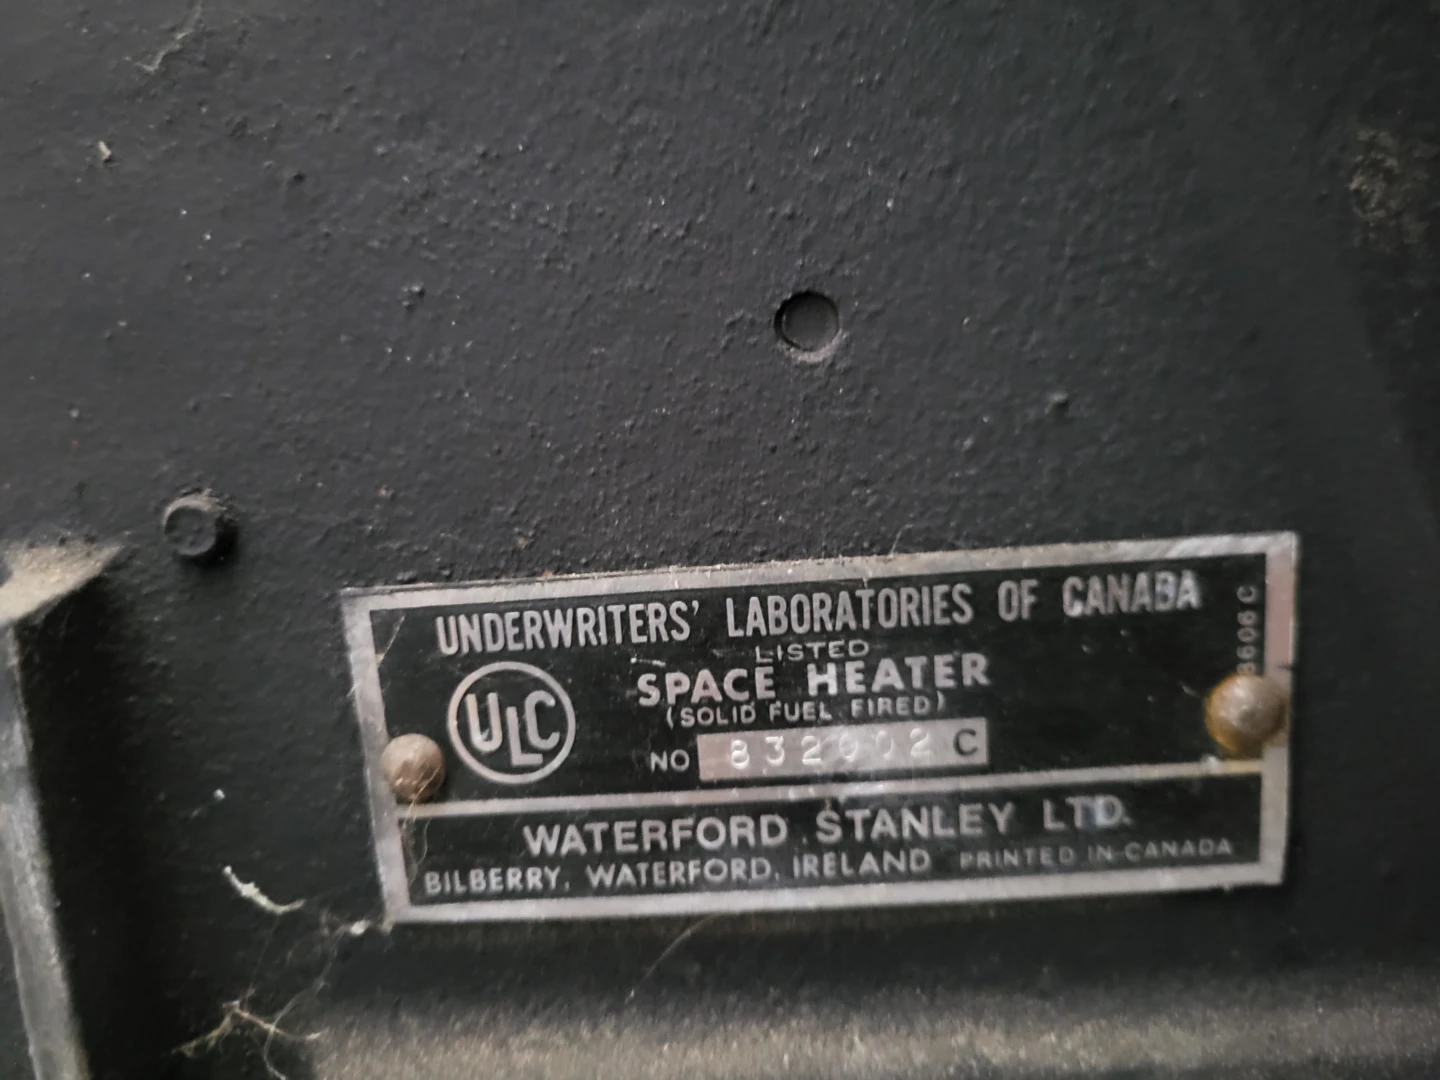 UNDERWRITERS' LABORATORIES OF CANADA
LISTED
ULC
SPACE HEATER
(SOLID FUEL FIRED)
NO 832002 C
WATERFORD STANLEY LTD.
BILBERRY, WATERFORD, IRELAND PRINTED IN CANADA